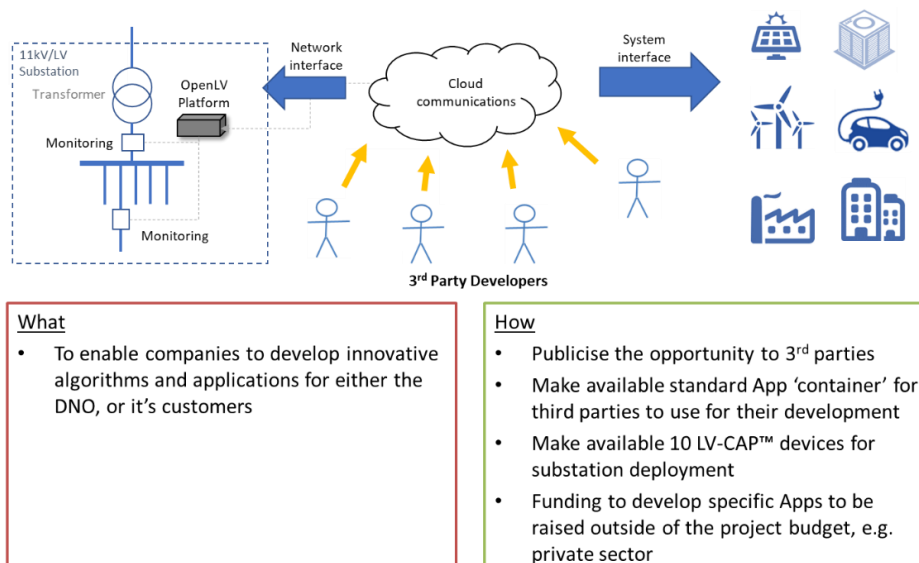 11kV/LV
Substation
Transformer
OpenLV
Platform
Monitoring
Monitoring
Network
interface
Cloud
communications
System
interface
3rd Party Developers
What
• To enable companies to develop innovative
algorithms and applications for either the
DNO, or it’s customers
How
• Publicise the opportunity to 3rd parties
• Make available standard App ‘container’ for
third parties to use for their development
• Make available 10 LV-CAP™ devices for
substation deployment
• Funding to develop specific Apps to be
raised outside of the project budget, e.g.
private sector